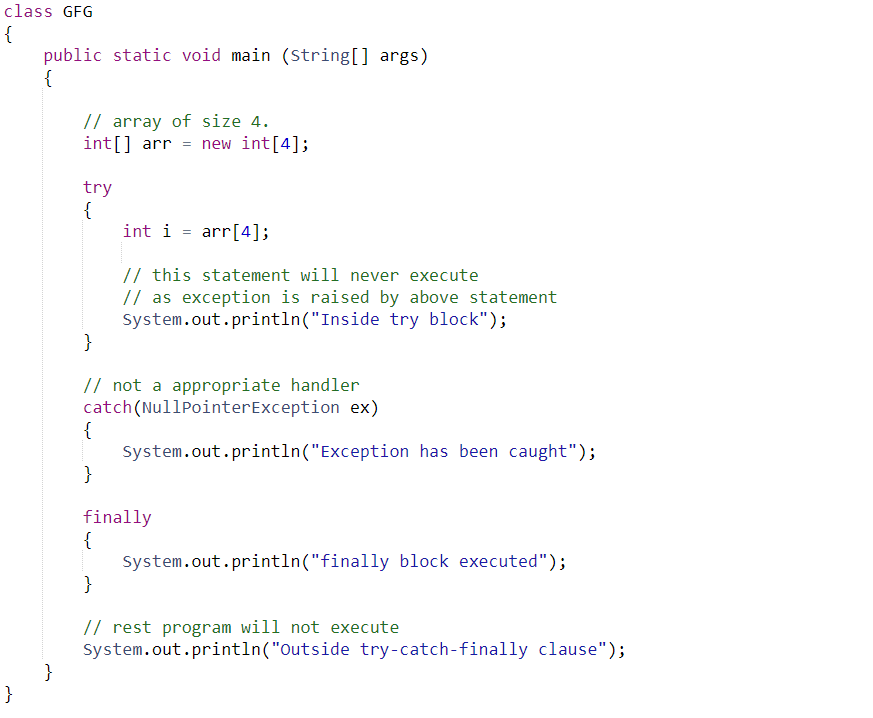 class GFG
{
    public static void main (String[] args)
    {

        // array of size 4.
        int[] arr = new int[4];

        try
        {
            int i = arr[4];

            // this statement will never execute
            // as exception is raised by above statement
            System.out.println("Inside try block");
        }

        // not a appropriate handler
        catch(NullPointerException ex)
        {
            System.out.println("Exception has been caught");
        }

        finally
        {
            System.out.println("finally block executed");
        }

        // rest program will not execute
        System.out.println("Outside try-catch-finally clause");
    }
}